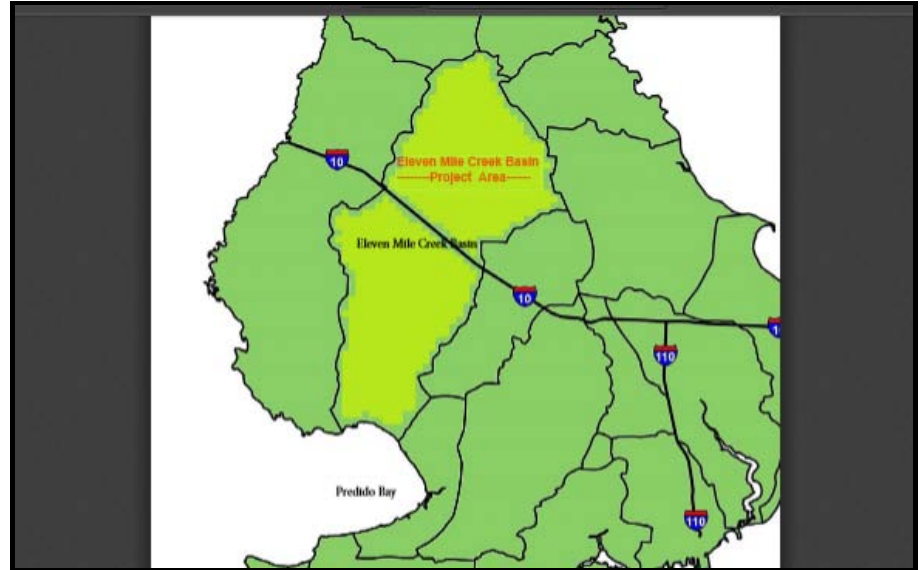 10
Eleven Mile Creek Basin
--------Project Area------
Eleven Mile Creek Basin
10
110
Predido Bay
110